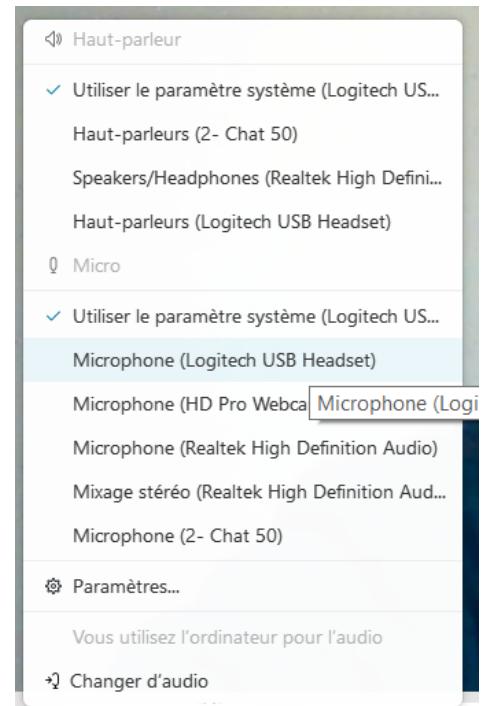 Haut-parleur
Utiliser le paramètre système (Logitech US...
Haut-parleurs (2- Chat 50)
Speakers/Headphones (Realtek High Defini...
Haut-parleurs (Logitech USB Headset)
Micro
Utiliser le paramètre système (Logitech US...
Microphone (Logitech USB Headset)
Microphone (HD Pro Webca Microphone (Logi
Microphone (Realtek High Definition Audio)
Mixage stéréo (Realtek High Definition Aud...
Microphone (2- Chat 50)
Paramètres...
Vous utilisez l'ordinateur pour l'audio
Changer d'audio